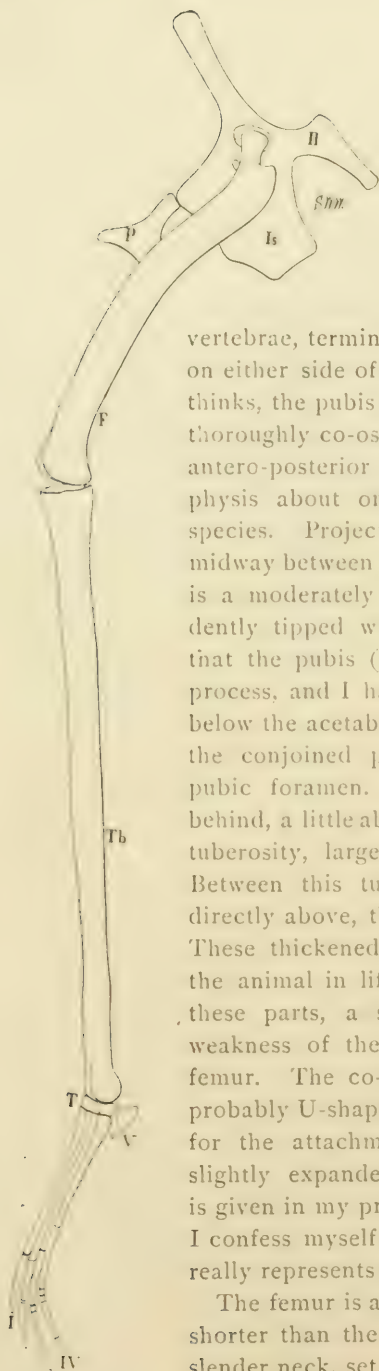 Il
gnn.
P
Is
F
vertebrae, termin
on either side of
thinks, the pubis
thoroughly co-os
antero-posterior
physis about or
species. Projec
midway between
is a moderately
dently tipped w
that the pubis (
process, and I h
below the acetab
the conjoined p
pubic foramen.
behind, a little al
tuberosity, large
Between this tu
directly above, t
These thickened
the animal in lif
these parts, a s
weakness of the
femur. The co-
probably U-shap
for the attachm
slightly expande
is given in my pr
I confess myself
really represents
The femur is a
shorter than the
slender neck, set
Tb
T
V
I
IV